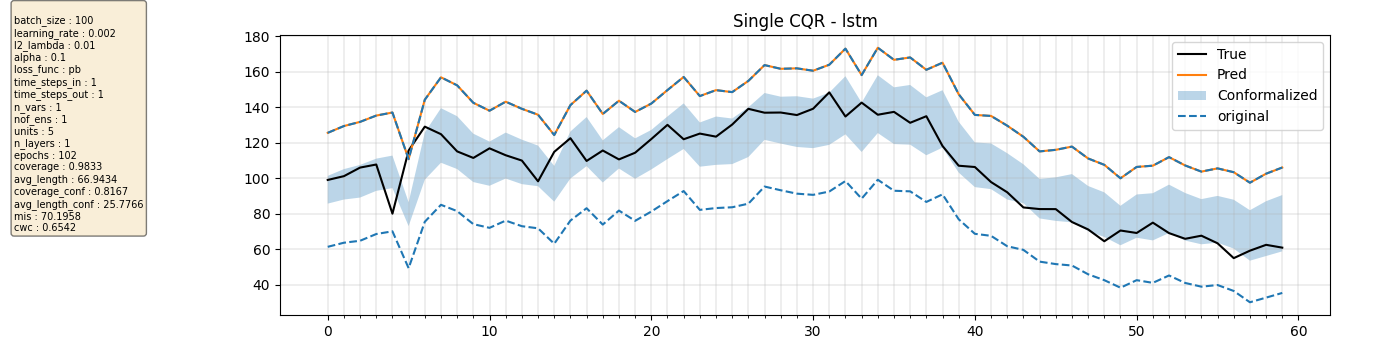 batch_size : 100
learning_rate : 0.002
l2_lambda : 0.01
alpha : 0.1
loss_func : pb
time_steps_in : 1
time_steps_out : 1
n_vars : 1
nof_ens : 1
units : 5
n_layers : 1
epochs : 102
coverage : 0.9833
avg_length : 66.9434
coverage_conf : 0.8167
avg_length_conf : 25.7766
mis : 70.1958
cwc : 0.6542
Single CQR - lstm
180
160
140
120
100
80
60
40
0
10
20
30
40
50
60
True
Pred
Conformalized
original